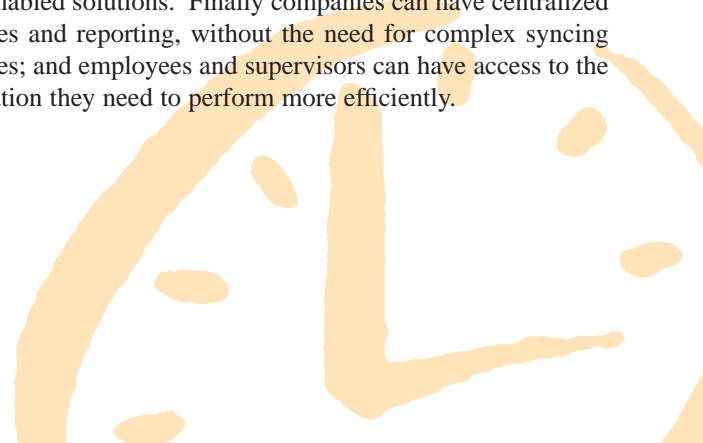 nabled solutions. Finally companies can have centralized
es and reporting, without the need for complex syncing
es; and employees and supervisors can have access to the
tion they need to perform more efficiently.